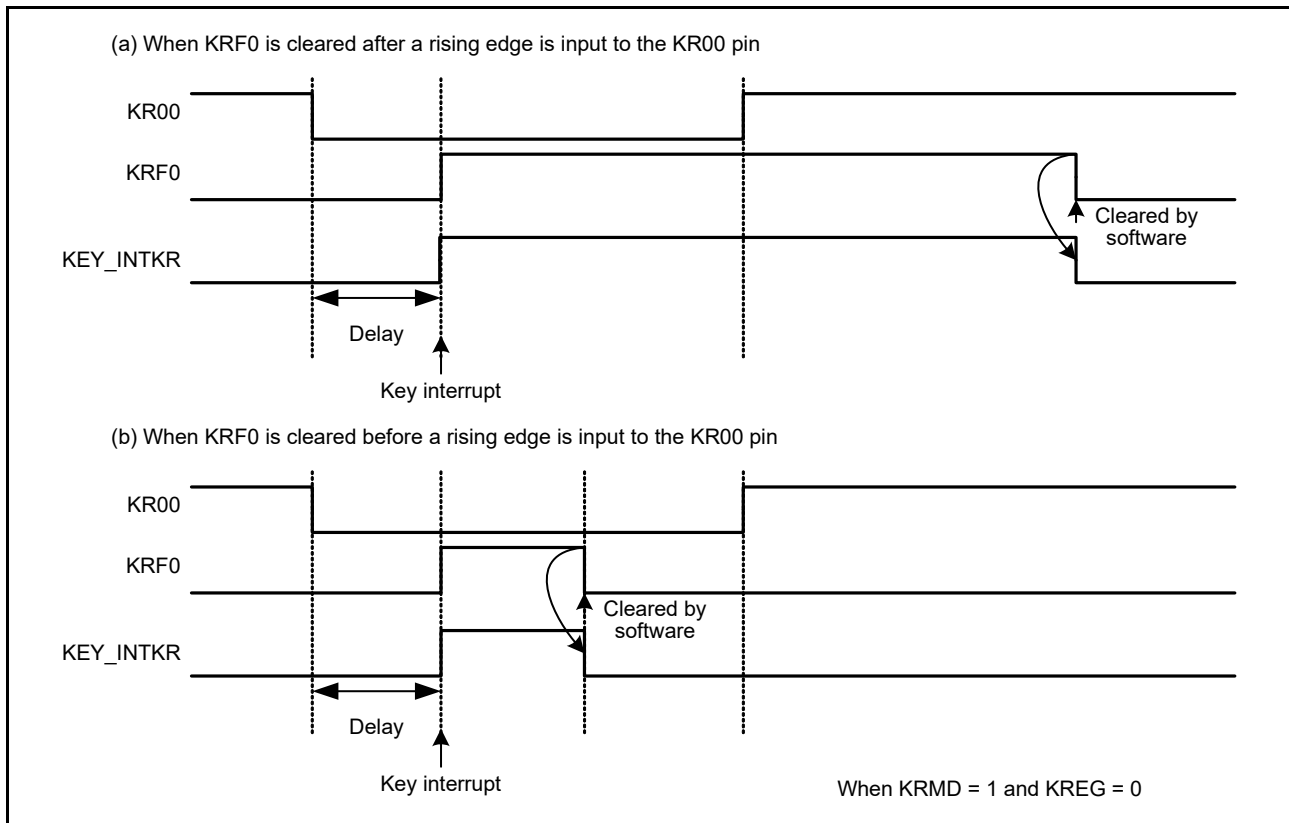 (a) When KRF0 is cleared after a rising edge is input to the KR00 pin
KR00
KRF0
Cleared by
software
KEY_INTKR
Delay
Key interrupt
(b) When KRF0 is cleared before a rising edge is input to the KR00 pin
KR00
KRF0
Cleared by
software
KEY_INTKR
Delay
Key interrupt
When KRMD = 1 and KREG = 0